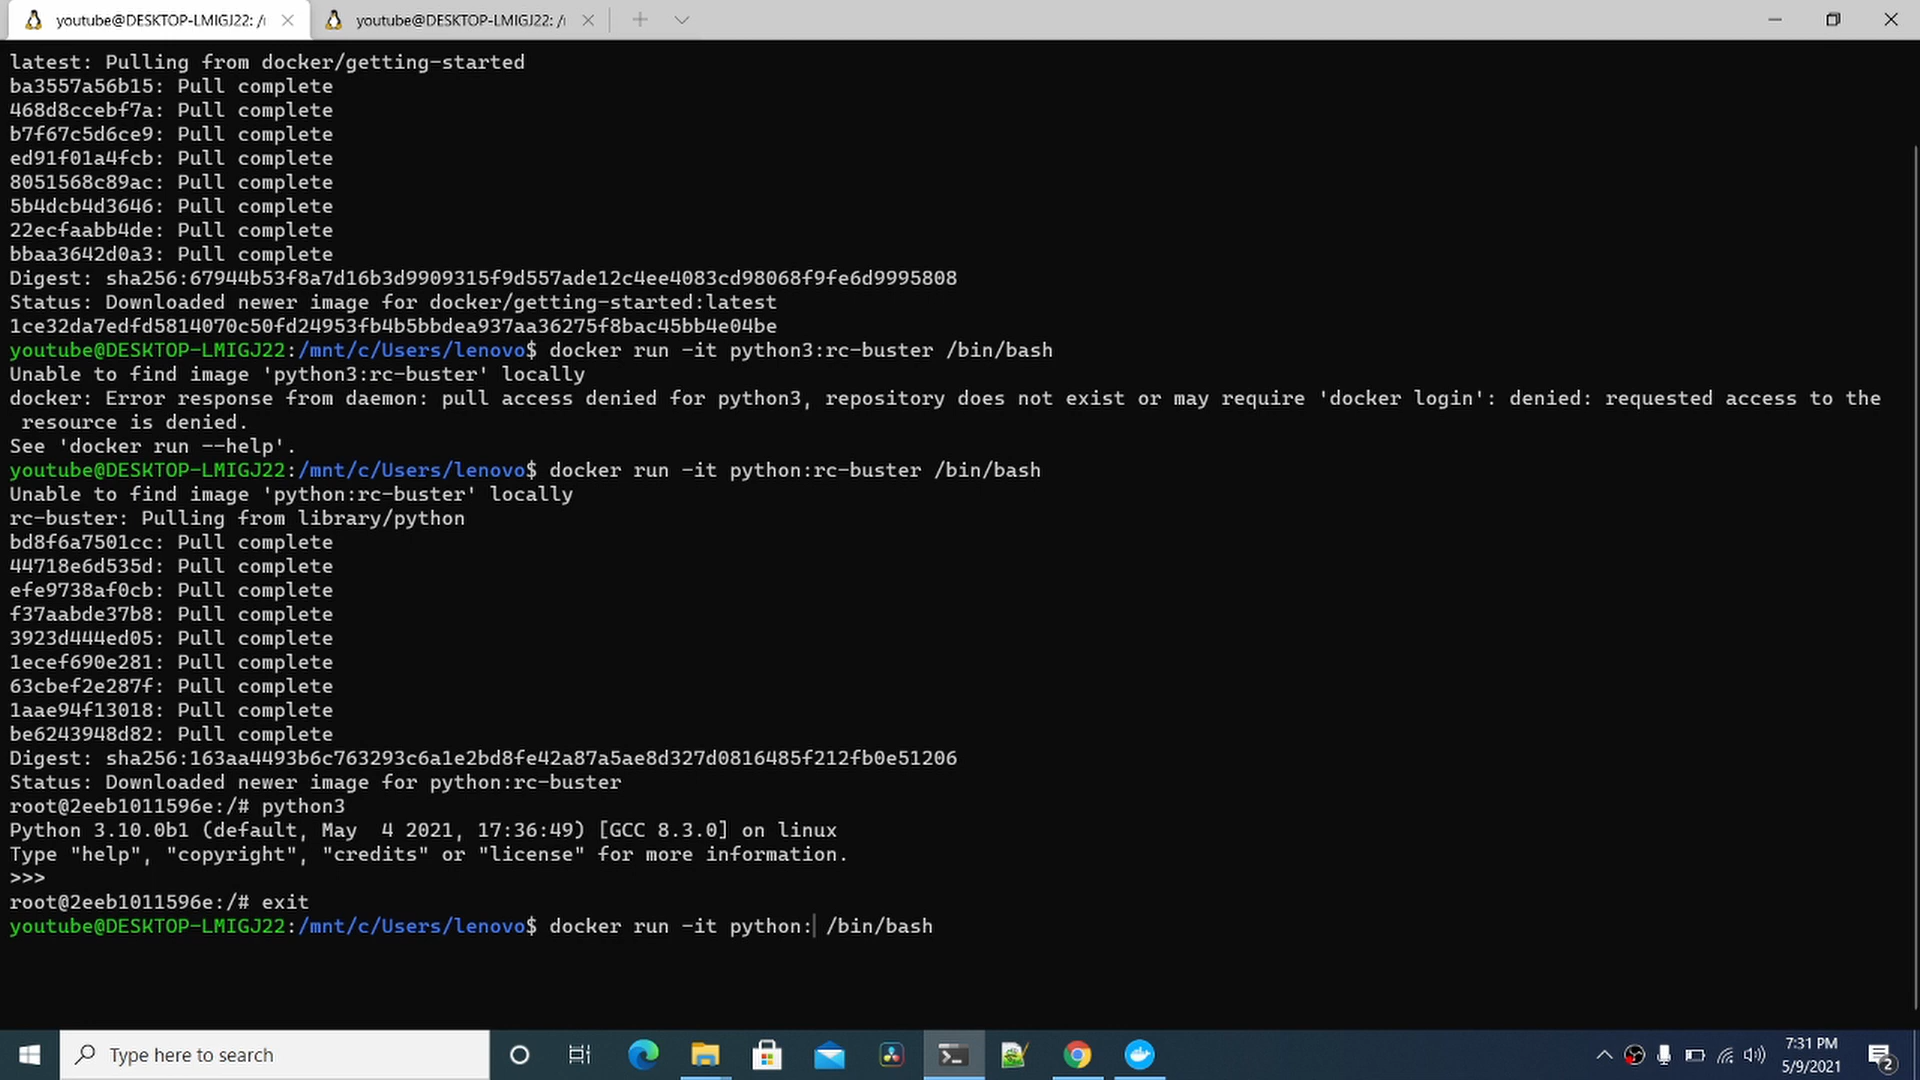 youtube@DESKTOP-LMIGJ22: /
youtube@DESKTOP-LMIGJ22: /
latest: Pulling from docker/getting-started
ba3557a56b15: Pull complete
468d8ccebf7a: Pull complete
b7f67c5d6ce9: Pull complete
ed91f01a4fcb: Pull complete
8051568c89ac: Pull complete
5b4dcb4d3646: Pull complete
22ecfaabb4de: Pull complete
bbaa3642d0a3: Pull complete
Digest: sha256:67944b53f8a7d16b3d9909315f9d557ade12c4ee4083cd98068f9fe6d9995808
Status: Downloaded newer image for docker/getting-started:latest
1ce32da7edfd5814070c50fd24953fb4b5bbdea937aa36275f8bac45bb4e04be
youtube@DESKTOP-LMIGJ22:/mnt/c/Users/lenovo$ docker run -it python3:rc-buster /bin/bash
Unable to find image 'python3:rc-buster' locally
docker: Error response from daemon: pull access denied for python3, repository does not exist or may require 'docker login': denied: requested access to the
resource is denied.
See 'docker run --help'.
youtube@DESKTOP-LMIGJ22:/mnt/c/Users/lenovo$ docker run -it python:rc-buster /bin/bash
Unable to find image 'python:rc-buster' locally
rc-buster: Pulling from library/python
bd8f6a7501cc: Pull complete
44718e6d535d: Pull complete
efe9738af0cb: Pull complete
f37aabde37b8: Pull complete
3923d444ed05: Pull complete
1ecef690e281: Pull complete
63cbef2e287f: Pull complete
1aae94f13018: Pull complete
be6243948d82: Pull complete
Digest: sha256:163aa4493b6c763293c6a1e2bd8fe42a87a5ae8d327d0816485f212fb0e51206
Status: Downloaded newer image for python:rc-buster
root@2eeb1011596e:/# python3
Python 3.10.0b1 (default, May  4 2021, 17:36:49) [GCC 8.3.0] on linux
Type "help", "copyright", "credits" or "license" for more information.
>>>
root@2eeb1011596e:/# exit
youtube@DESKTOP-LMIGJ22:/mnt/c/Users/lenovo$ docker run -it python: /bin/bash
Type here to search
7:31 PM
5/9/2021
2